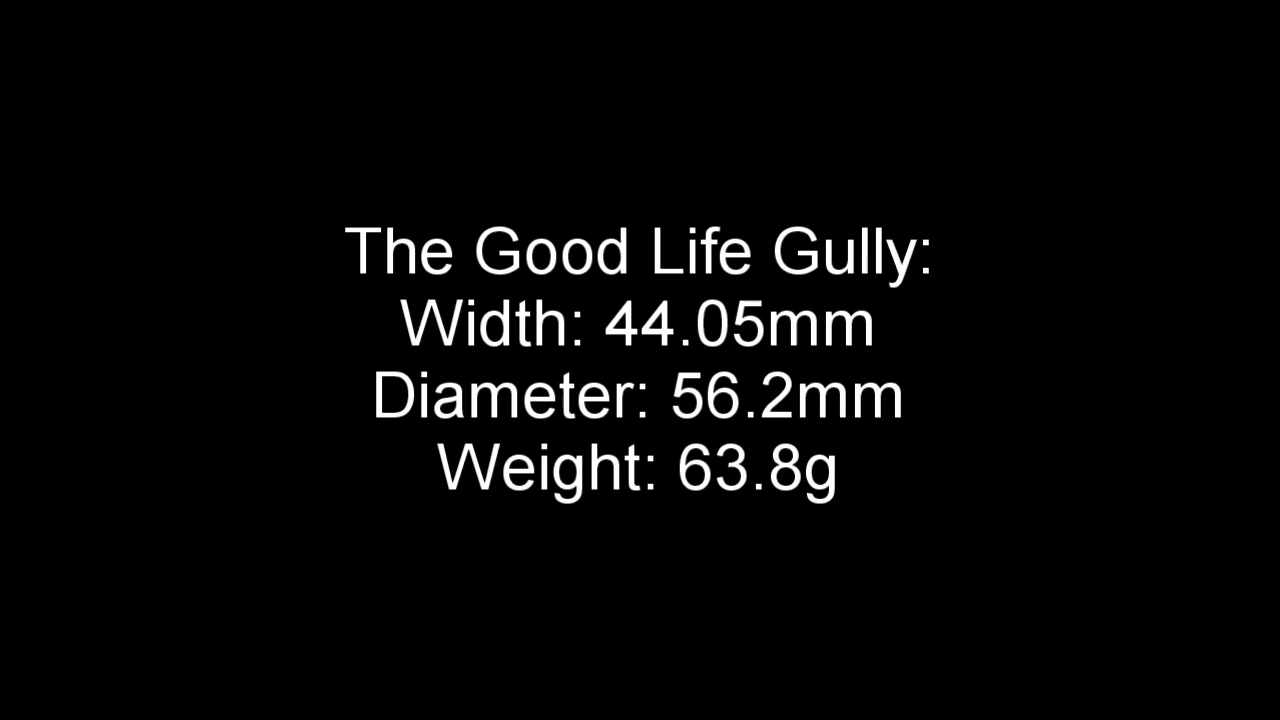 The Good Life Gully:
Width: 44.05mm
Diameter: 56.2mm
Weight: 63.8g